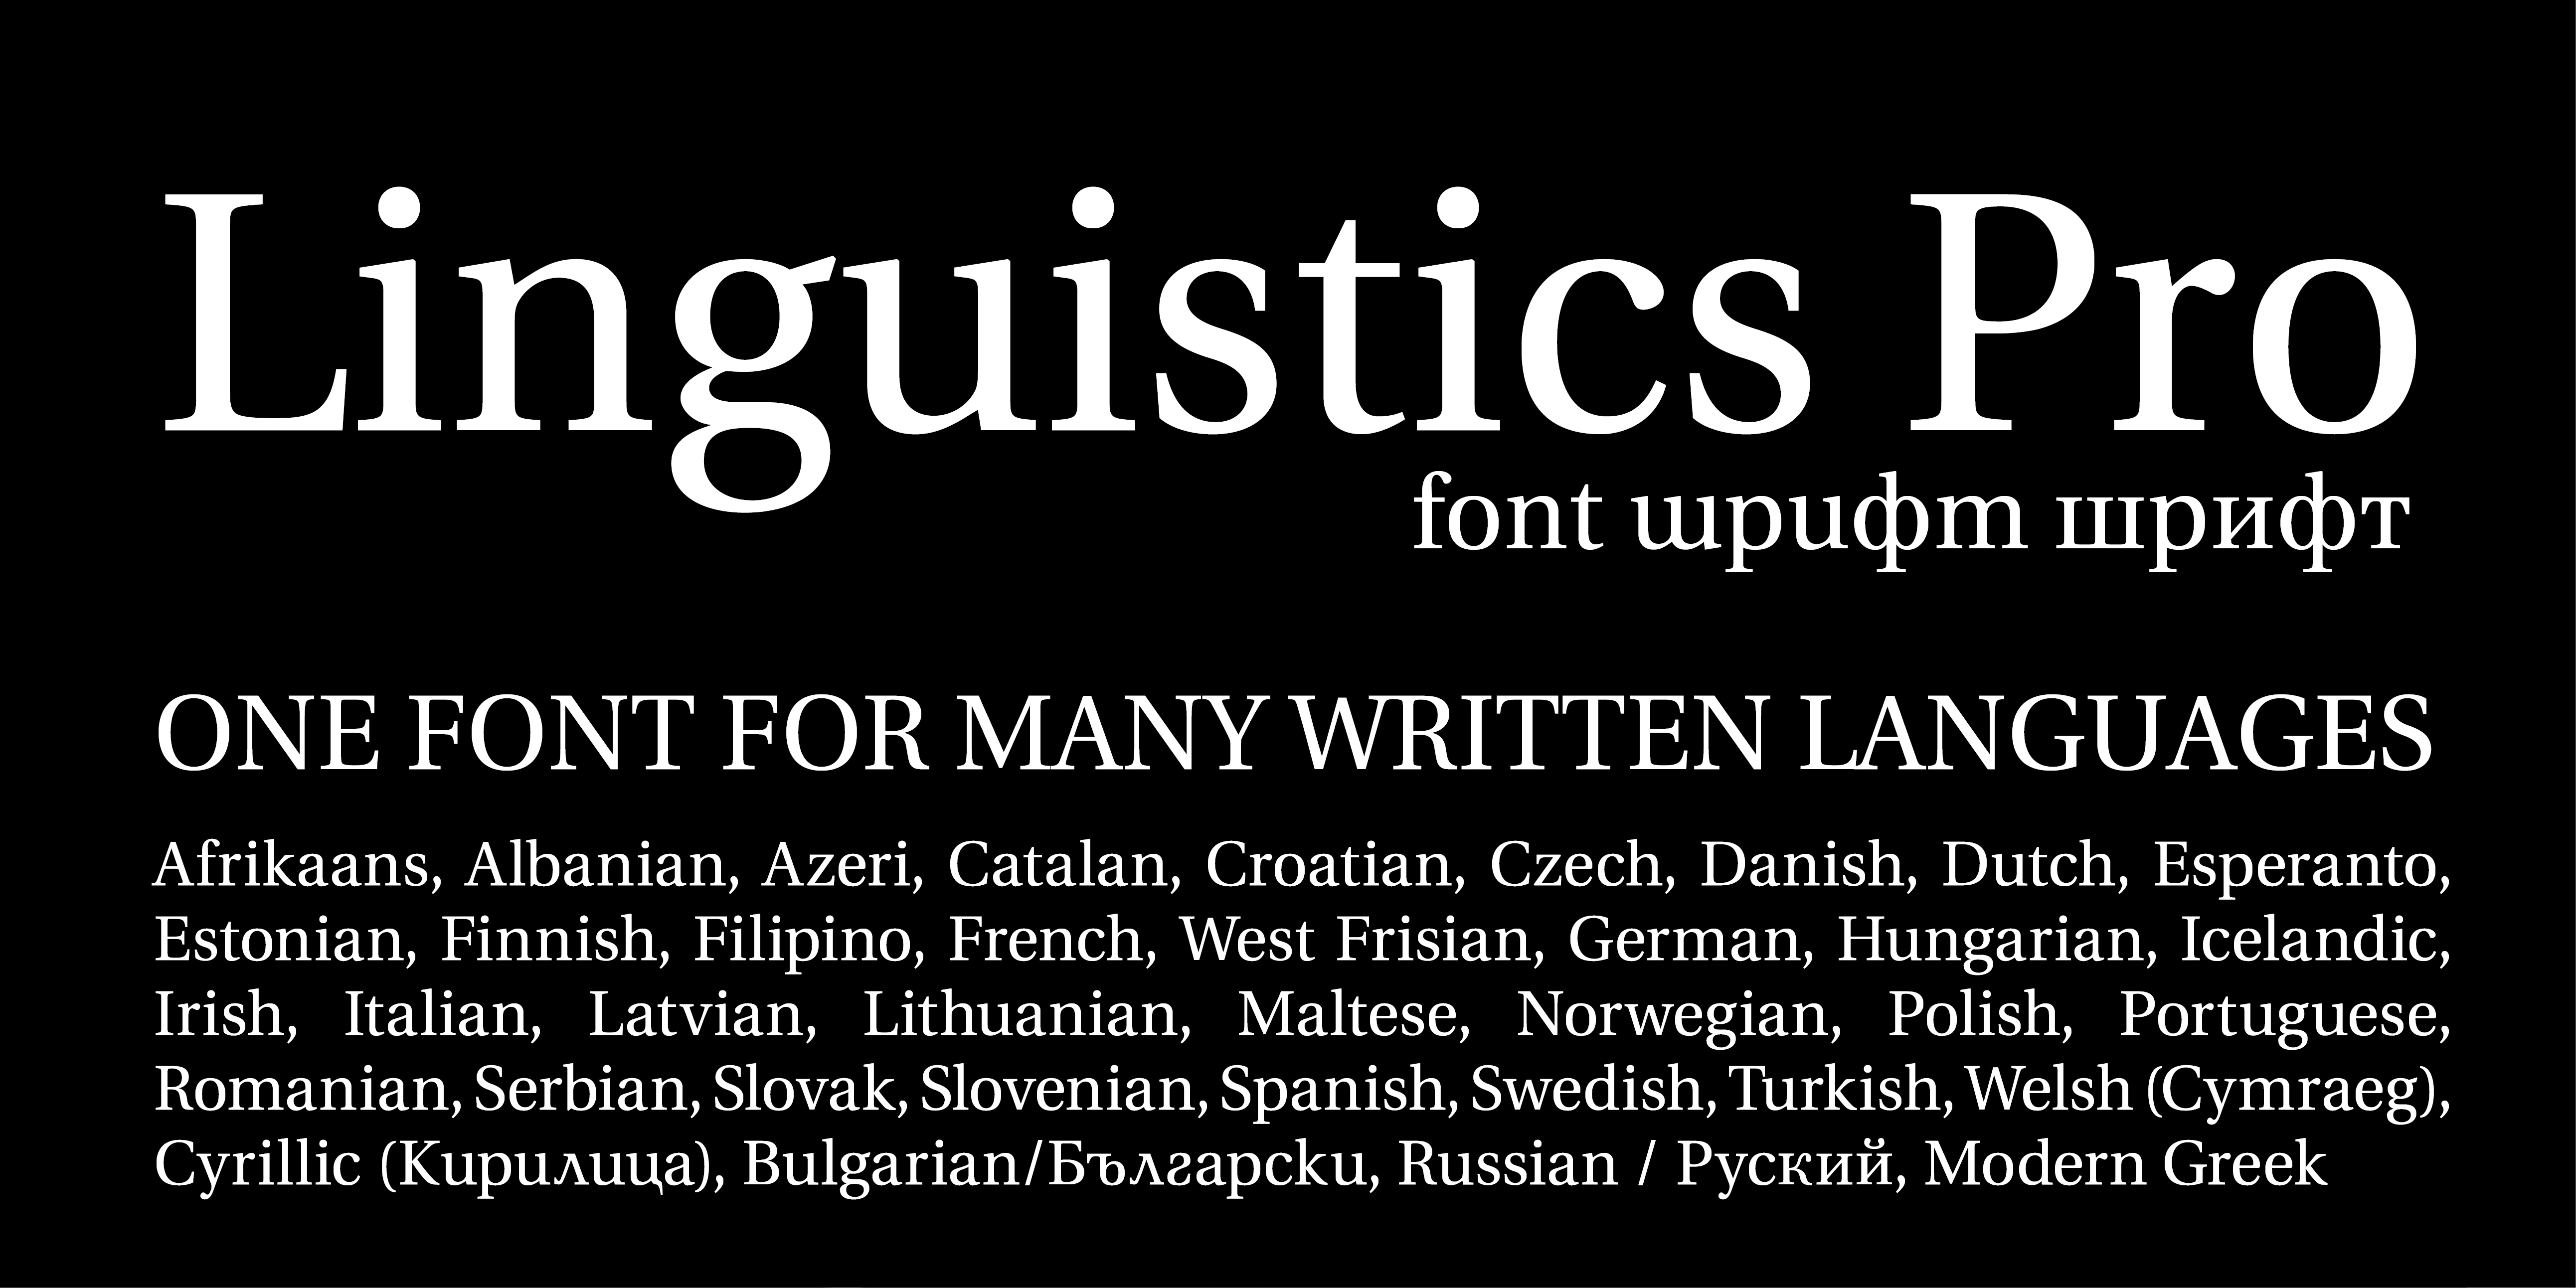 Linguistics Pro
font шрифт шрифт
ONE FONT FOR MANY WRITTEN LANGUAGES
Afrikaans, Albanian, Azeri, Catalan, Croatian, Czech, Danish, Dutch, Esperanto,
Estonian, Finnish, Filipino, French, West Frisian, German, Hungarian, Icelandic,
Irish, Italian, Latvian, Lithuanian, Maltese, Norwegian, Polish, Portuguese,
Romanian, Serbian, Slovak, Slovenian, Spanish, Swedish, Turkish, Welsh (Cymraeg),
Cyrillic (Кирилица), Bulgarian/Български, Russian / Руский, Modern Greek